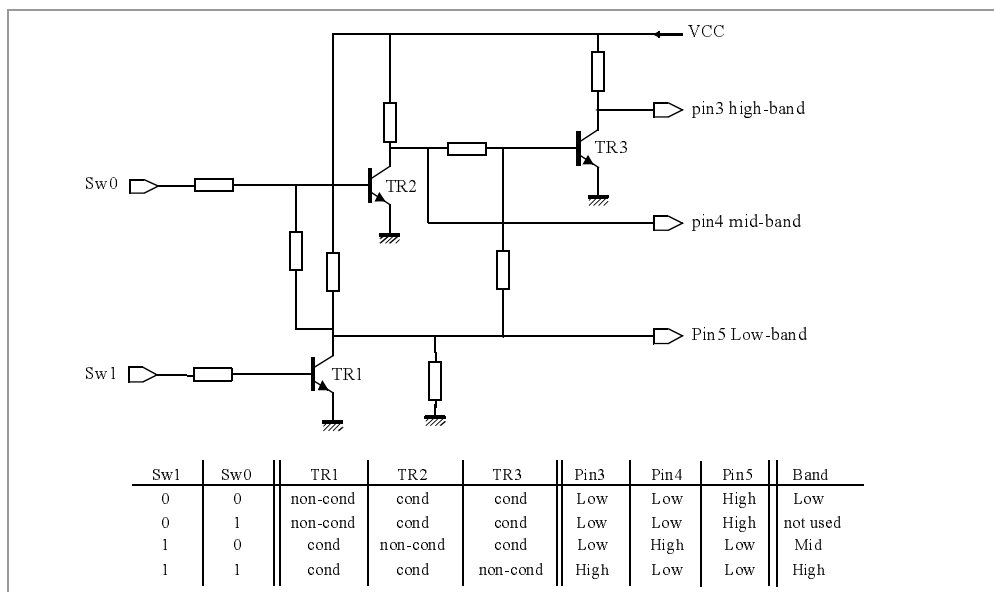 VCC
pin3 high-band
TR3
Sw0
TR2
pin4 mid-band
Pin5 Low-band
Sw1
TR1
Sw1 Sw0 TR1 TR2 TR3 Pin3 Pin4 Pin5 Band
0 0 non-cond cond cond Low Low High Low
0 1 non-cond cond cond Low Low High not used
1 0 cond non-cond cond Low High Low Mid
1 1 cond cond non-cond High Low Low High